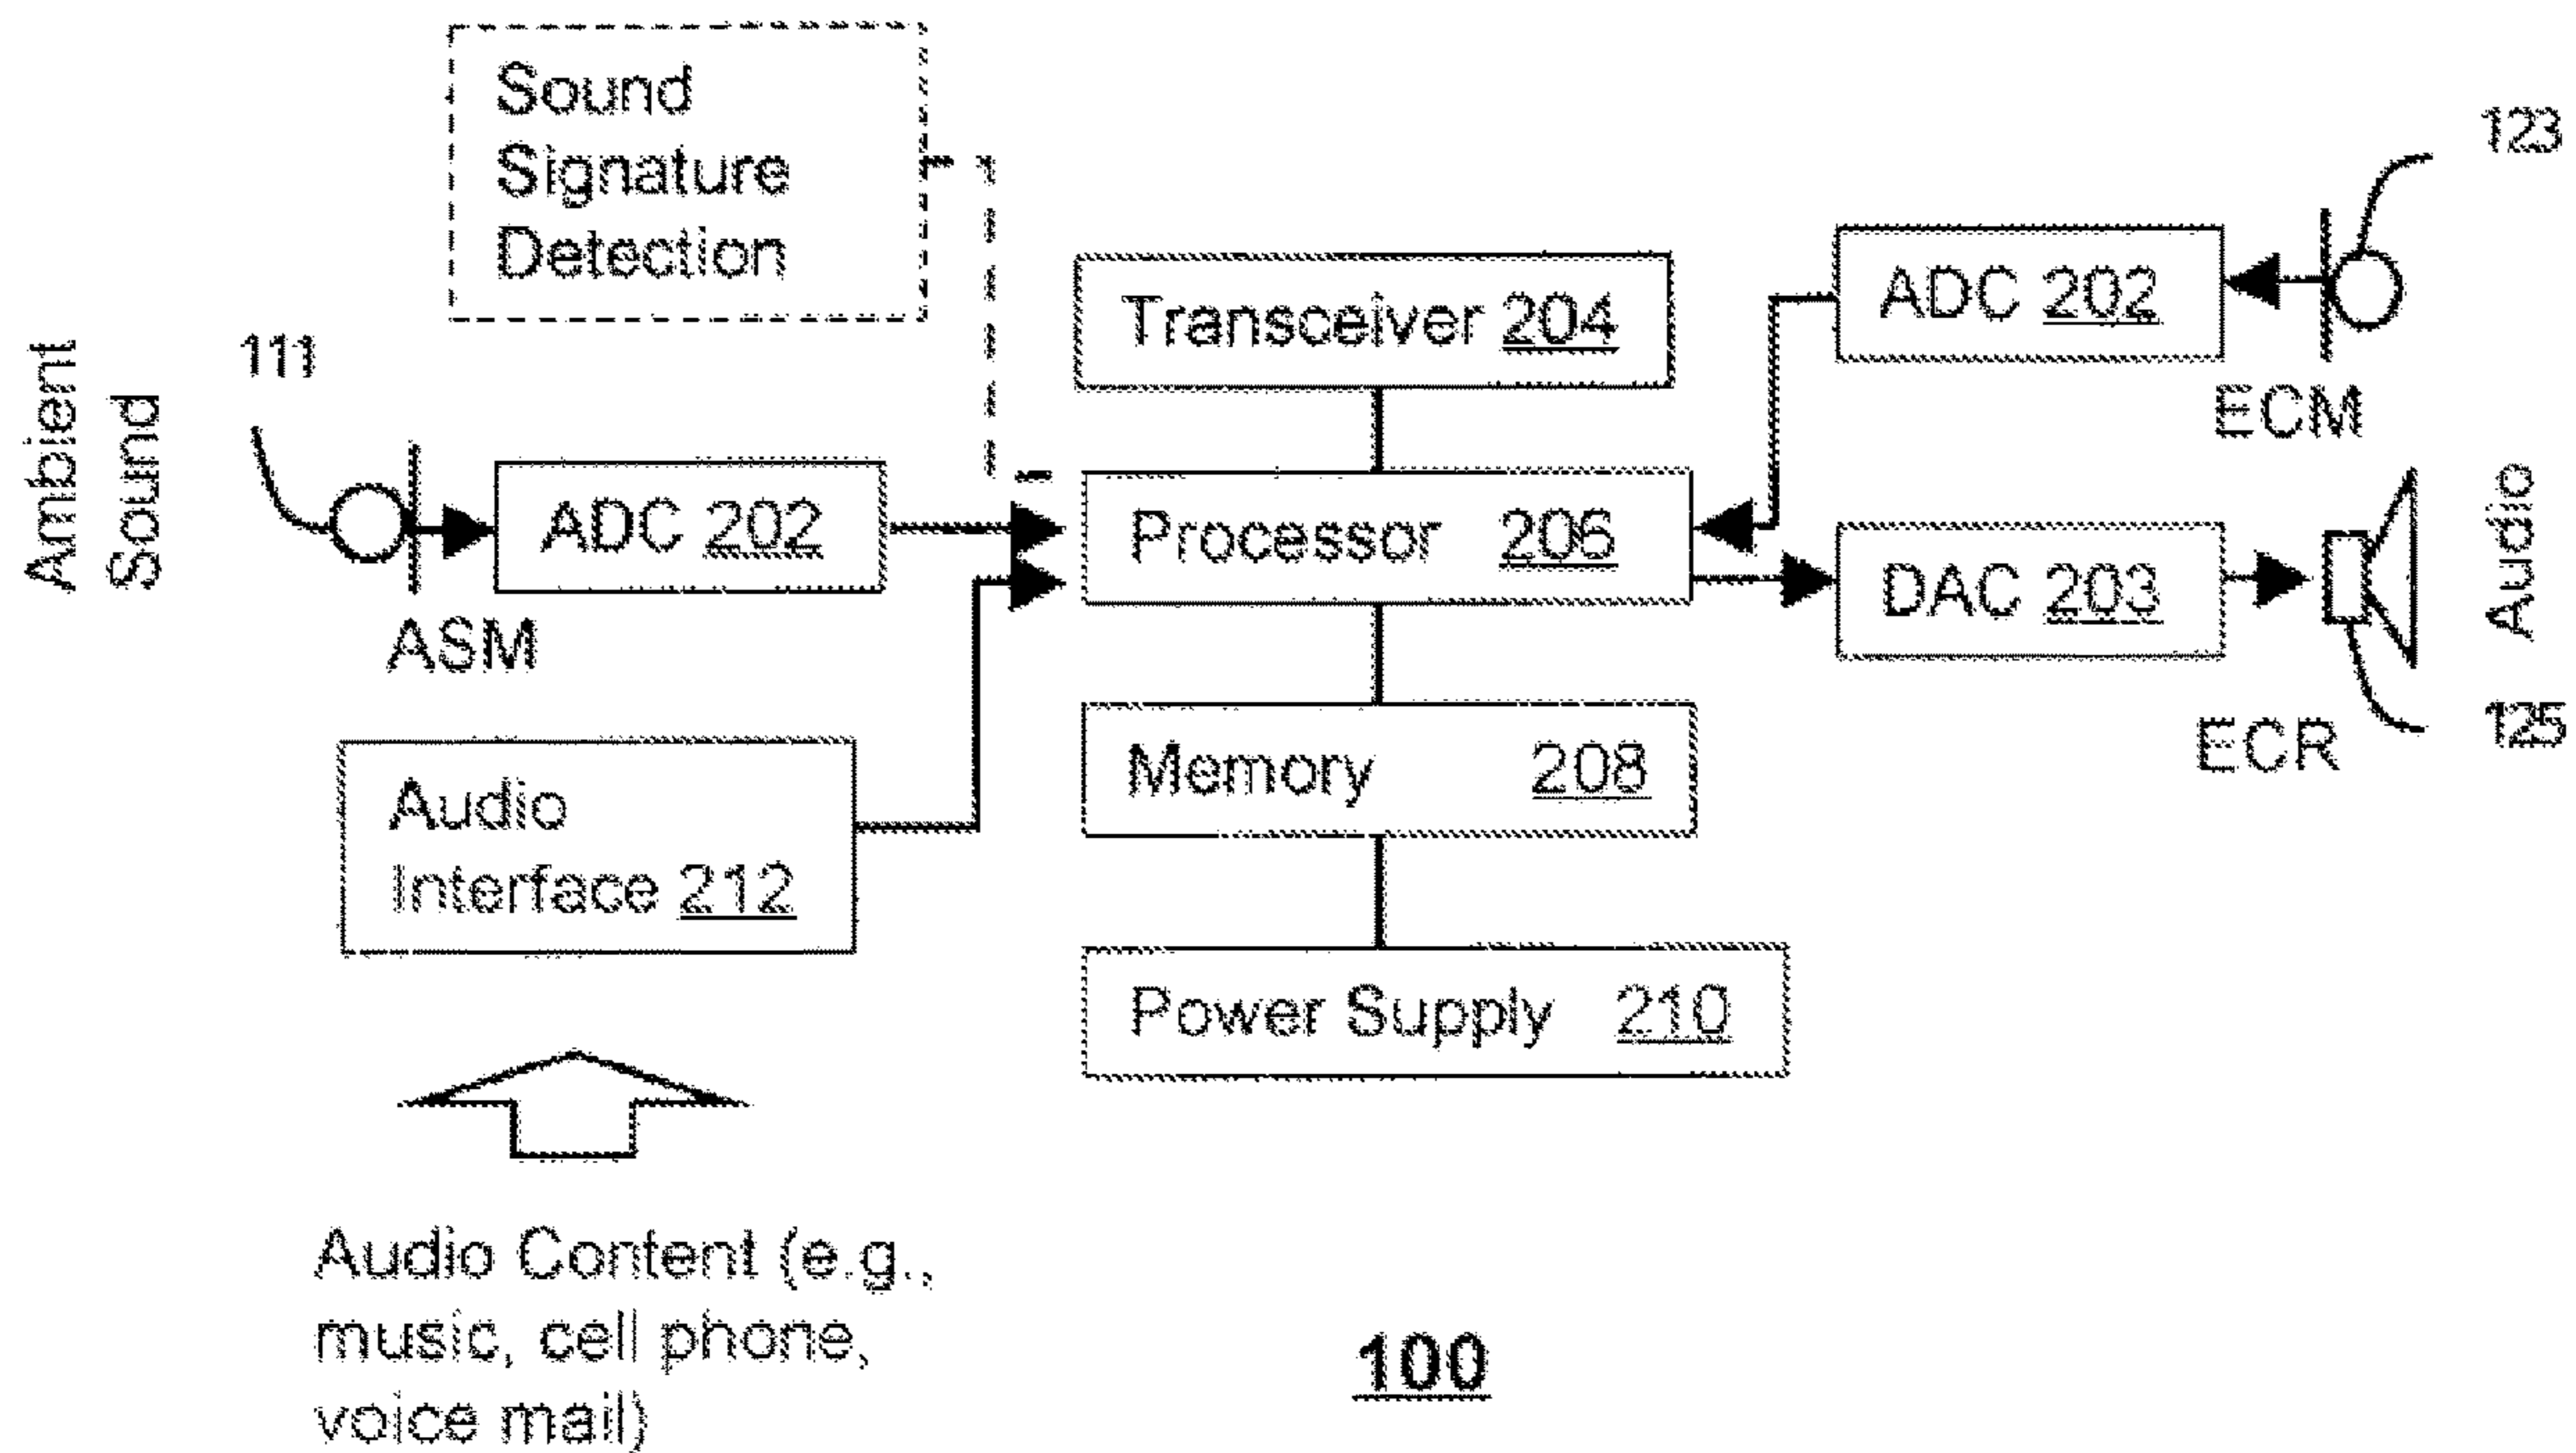 Sound
Signature
Detection
123
Transceiver 204
ADC 202
ECM
Ambient
Sound
111
ADC 202
ASM
Processor 206
DAC 203
Audio
125
ECR
Audio
Interface 212
Memory 208
Power Supply 210
Audio Content (e.g.,
music, cell phone,
voice mail)
100